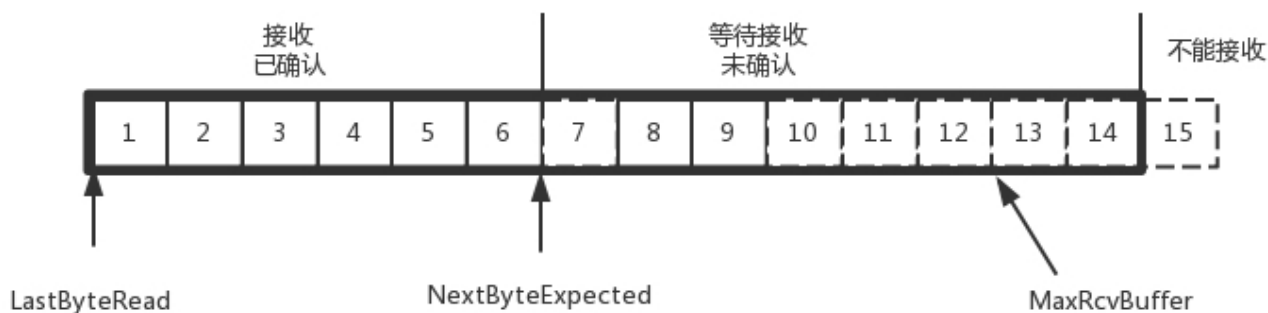 接收
已确认
等待接收
未确认
不能接收
1 2 3 4 5 6 7 8 9 10 11 12 13 14 15
LastByteRead
NextByteExpected
MaxRcvBuffer